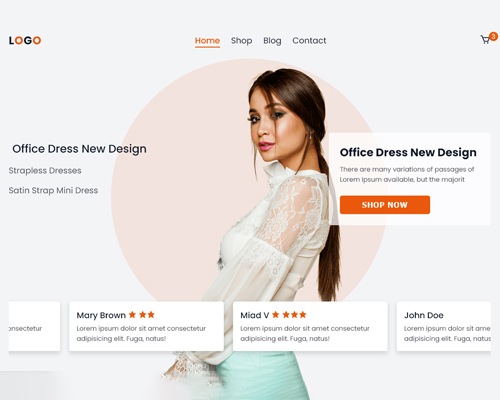 LOGO
Home Shop Blog Contact
3
Office Dress New Design
Strapless Dresses
Satin Strap Mini Dress
Office Dress New Design
There are many variations of passages of
Lorem Ipsum available, but the majorit
SHOP NOW
onsectetur
Mary Brown
Lorem ipsum dolor sit amet consectetur
adipisicing elit. Fuga, natus!
Miad V
Lorem ipsum dolor sit amet consectetur
adipisicing elit. Fuga, natus!
John Doe
Lorem ipsum dolor sit
adipisicing elit. Fuga,